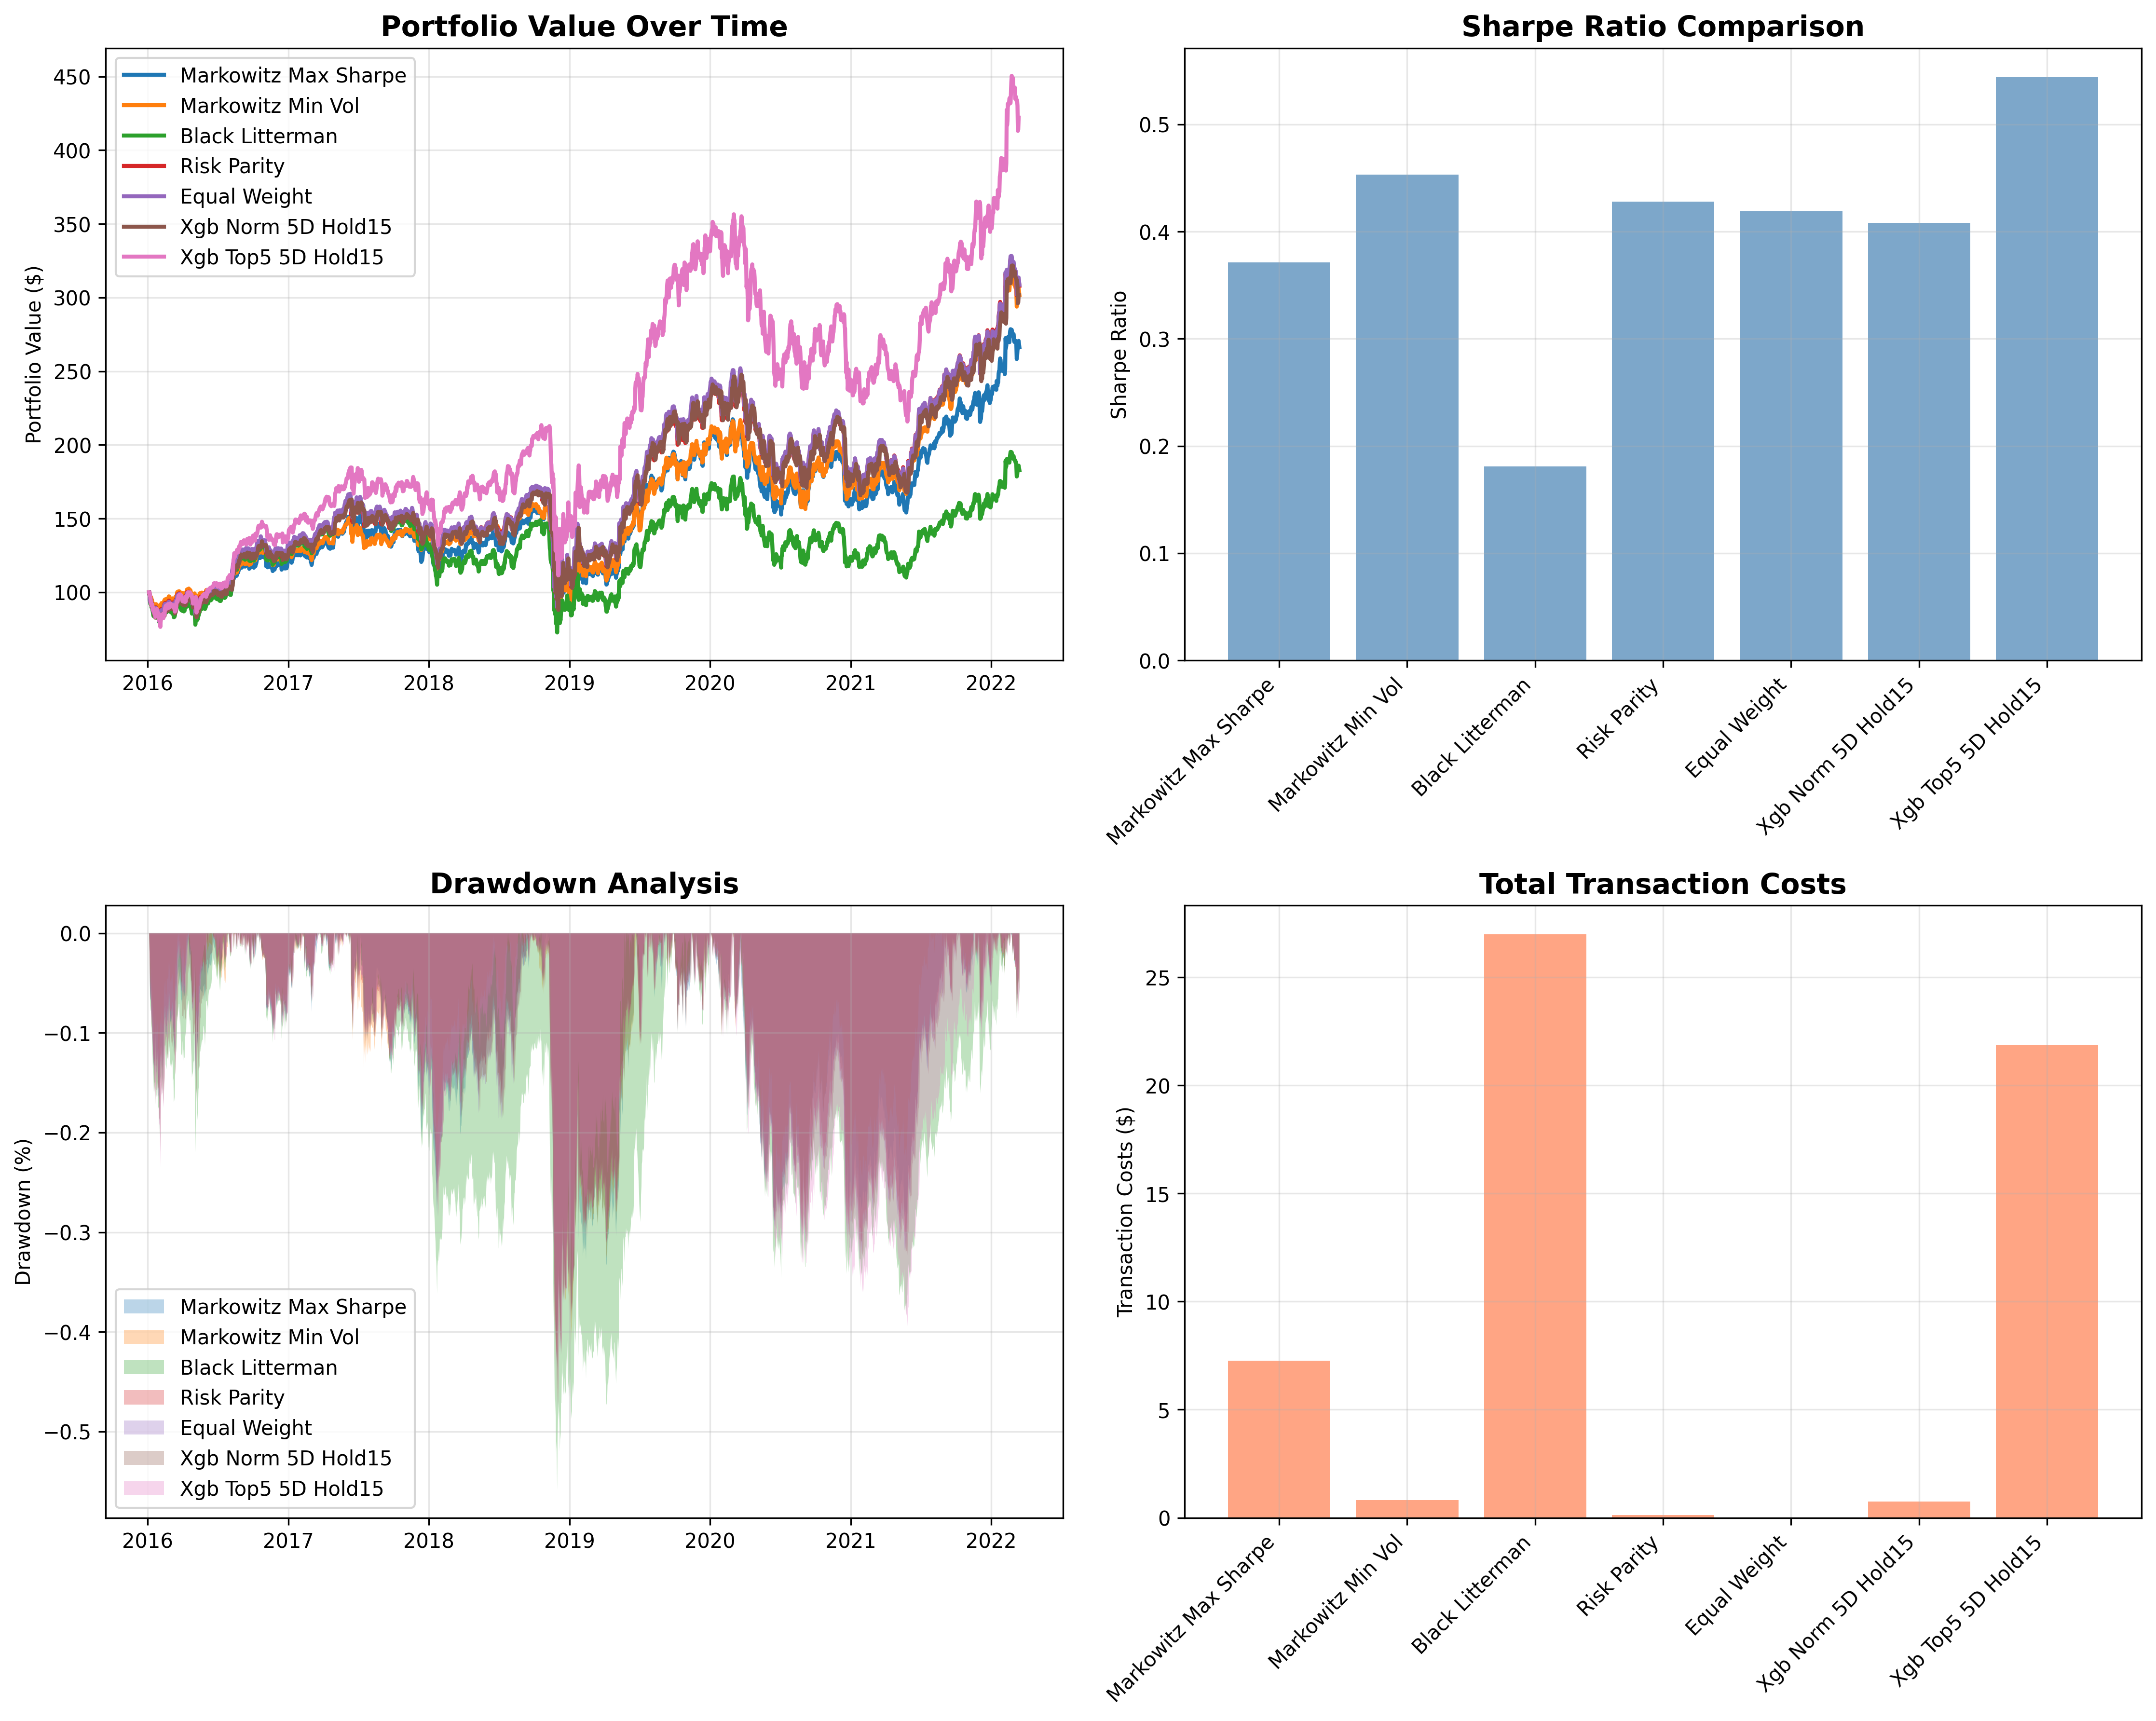 Portfolio Value Over Time
Portfolio Value ($)
450
400
350
300
250
200
150
100
Markowitz Max Sharpe
Markowitz Min Vol
Black Litterman
Risk Parity
Equal Weight
Xgb Norm 5D Hold15
Xgb Top5 5D Hold15
2016
2017
2018
2019
2020
2021
2022
Sharpe Ratio Comparison
Sharpe Ratio
0.5
0.4
0.3
0.2
0.1
0.0
Markowitz Max Sharpe
Markowitz Min Vol
Black Litterman
Risk Parity
Equal Weight
Xgb Norm 5D Hold15
Xgb Top5 5D Hold15
Drawdown Analysis
Drawdown (%)
0.0
−0.1
−0.2
−0.3
−0.4
−0.5
Markowitz Max Sharpe
Markowitz Min Vol
Black Litterman
Risk Parity
Equal Weight
Xgb Norm 5D Hold15
Xgb Top5 5D Hold15
2016
2017
2018
2019
2020
2021
2022
Total Transaction Costs
Transaction Costs ($)
25
20
15
10
5
0
Markowitz Max Sharpe
Markowitz Min Vol
Black Litterman
Risk Parity
Equal Weight
Xgb Norm 5D Hold15
Xgb Top5 5D Hold15